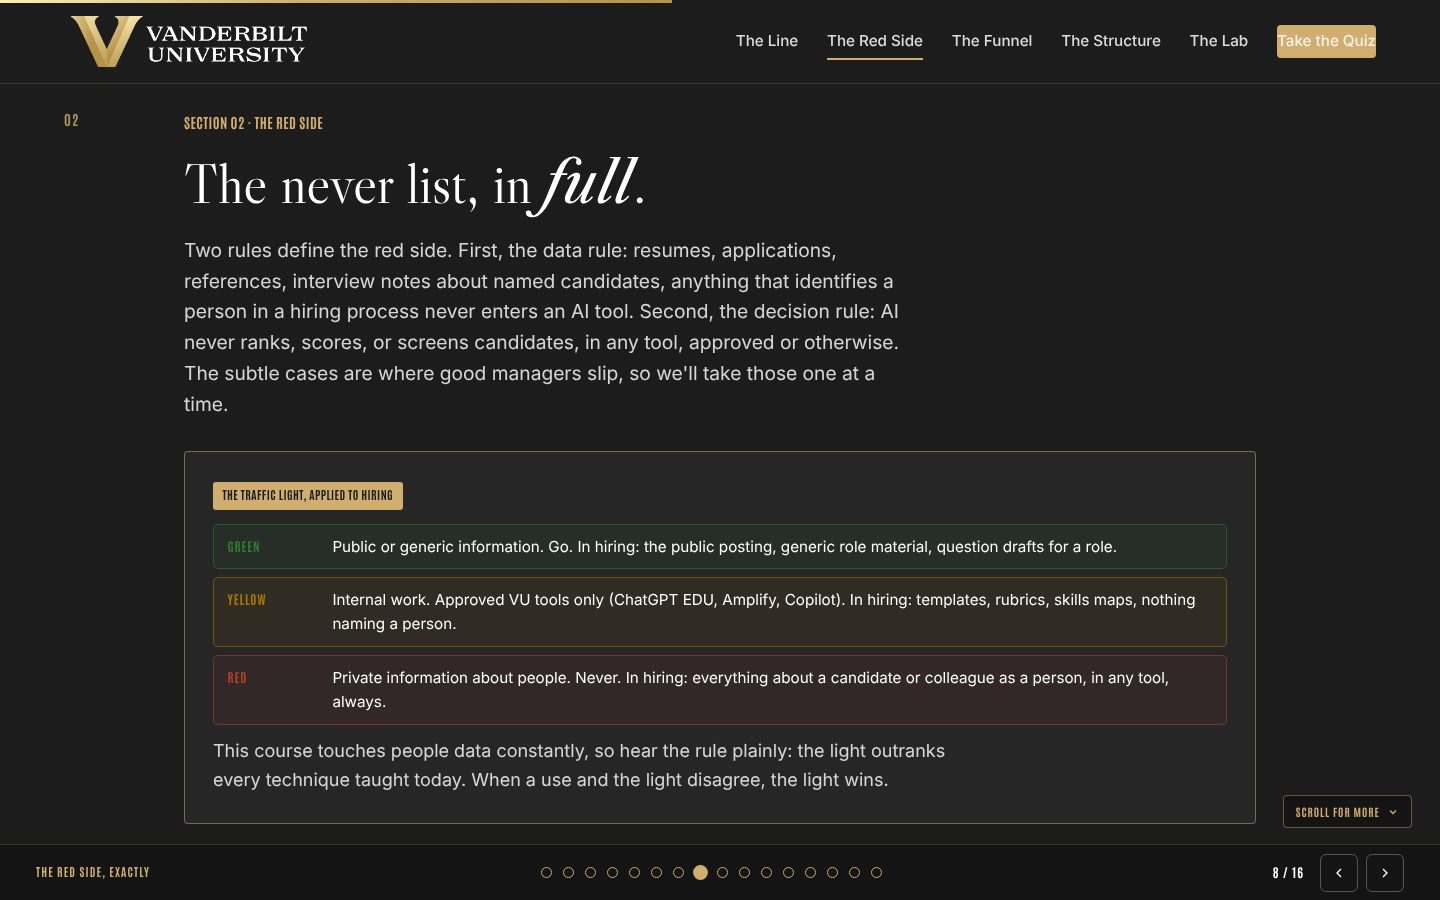 VANDERBILT
UNIVERSITY
The Line
The Red Side
The Funnel
The Structure
The Lab
Take the Quiz
02
SECTION 02 · THE RED SIDE
The never list, in full.
Two rules define the red side. First, the data rule: resumes, applications,
references, interview notes about named candidates, anything that identifies a
person in a hiring process never enters an AI tool. Second, the decision rule: AI
never ranks, scores, or screens candidates, in any tool, approved or otherwise.
The subtle cases are where good managers slip, so we'll take those one at a
time.
THE TRAFFIC LIGHT, APPLIED TO HIRING
GREEN
Public or generic information. Go. In hiring: the public posting, generic role material, question drafts for a role.
YELLOW
Internal work. Approved VU tools only (ChatGPT EDU, Amplify, Copilot). In hiring: templates, rubrics, skills maps, nothing
naming a person.
RED
Private information about people. Never. In hiring: everything about a candidate or colleague as a person, in any tool,
always.
This course touches people data constantly, so hear the rule plainly: the light outranks
every technique taught today. When a use and the light disagree, the light wins.
SCROLL FOR MORE
THE RED SIDE, EXACTLY
8 / 16